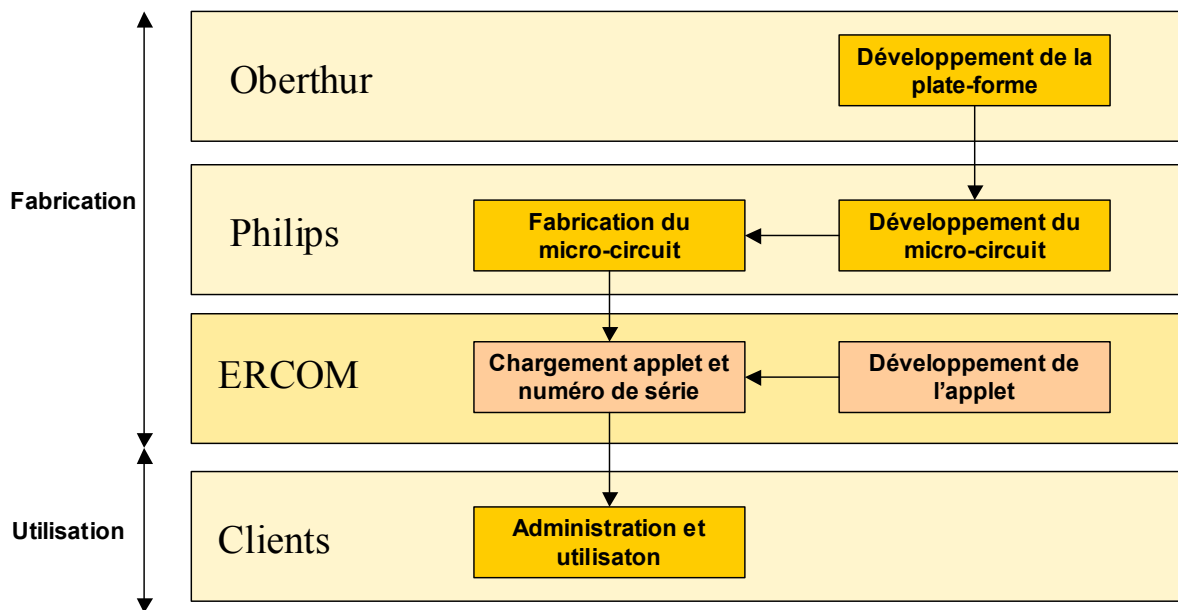 Oberthur
Développement de la
plate-forme
Fabrication
Philips
Fabrication du
micro-circuit
Développement du
micro-circuit
ERCOM
Chargement applet et
numéro de série
Développement de
l’applet
Utilisation
Clients
Administration et
utilisaton